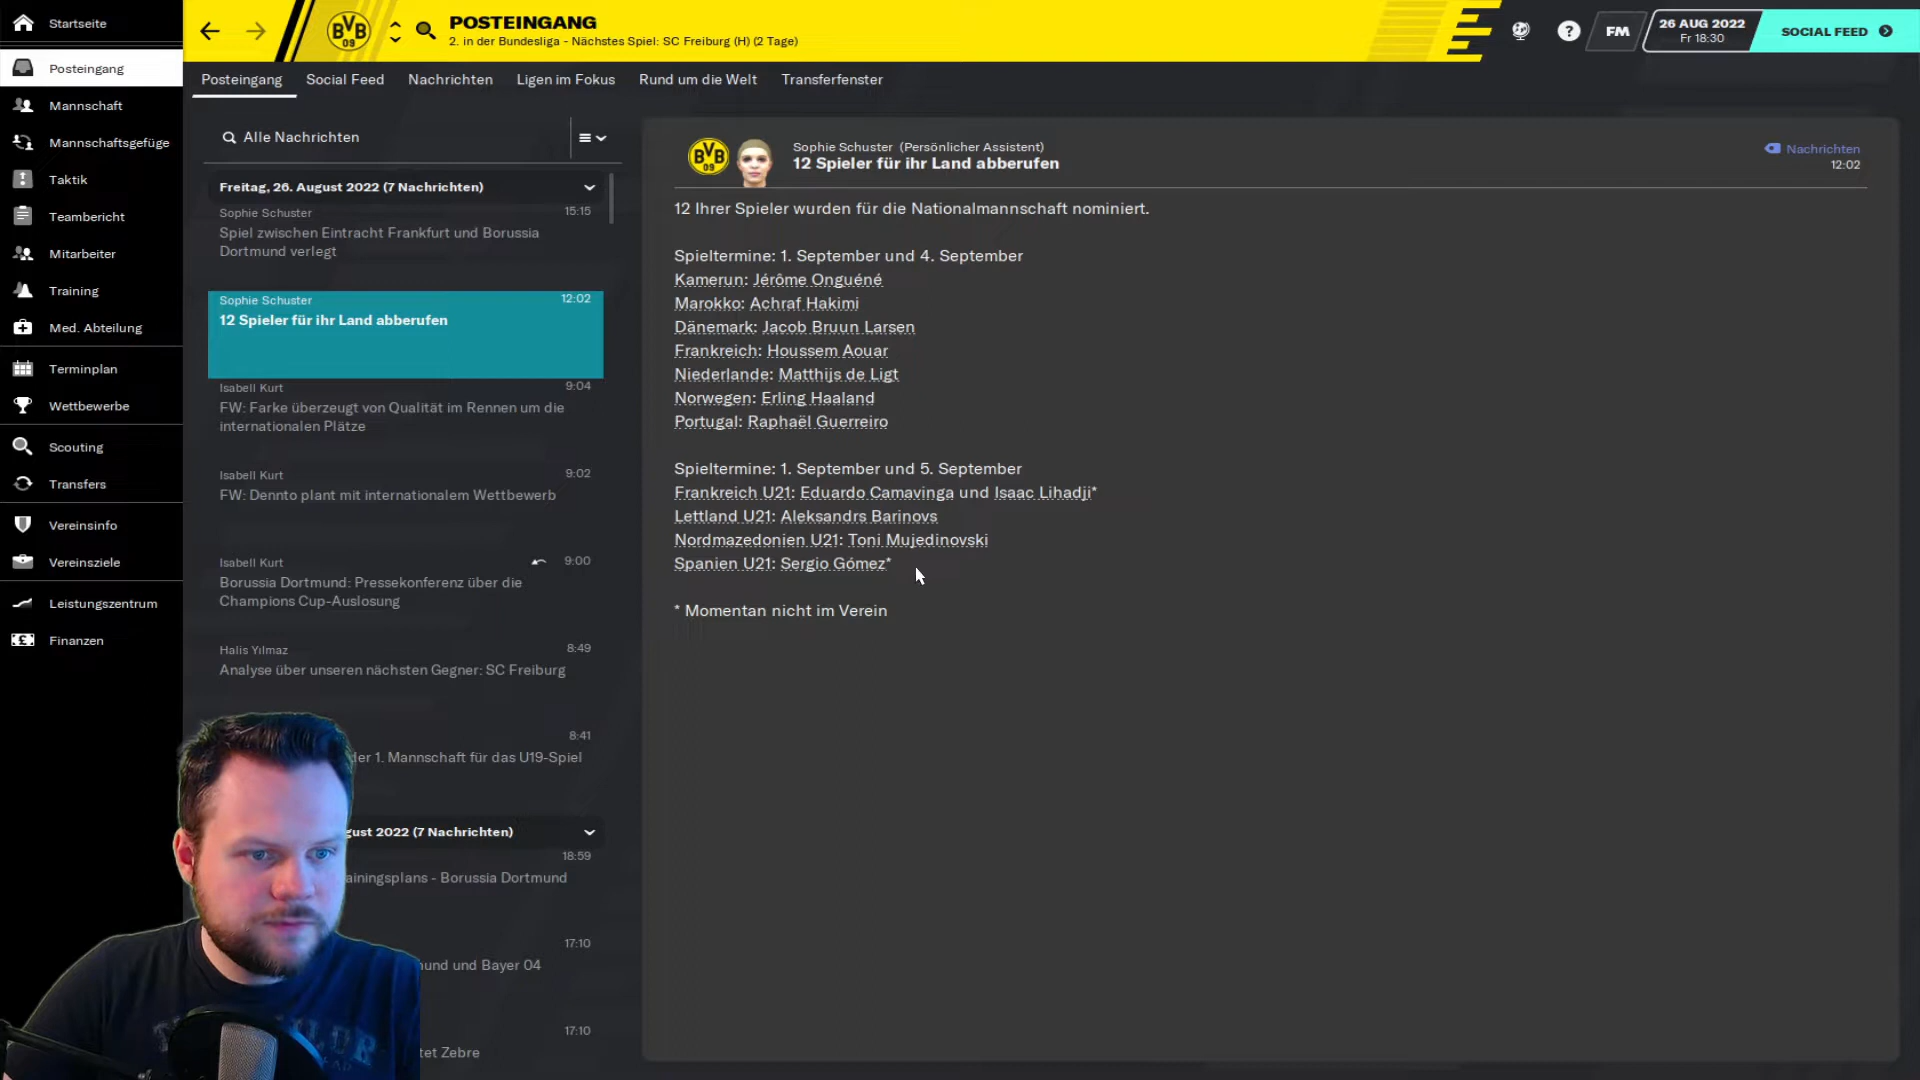 Startseite
Posteingang
Mannschaft
Mannschaftsgefüge
Taktik
Teambericht
Mitarbeiter
Training
Med. Abteilung
Terminplan
Wettbewerbe
Scouting
Transfers
Vereinsinfo
Vereinsziele
Leistungszentrum
Finanzen
BVB 09
POSTEINGANG
2. in der Bundesliga - Nächstes Spiel: SC Freiburg (H) (2 Tage)
?
FM
26 AUG 2022
Fr 18:30
SOCIAL FEED
Posteingang Social Feed Nachrichten Ligen im Fokus Rund um die Welt Transferfenster
Alle Nachrichten
Freitag, 26. August 2022 (7 Nachrichten)
Sophie Schuster 15:15
Spiel zwischen Eintracht Frankfurt und Borussia
Dortmund verlegt
Sophie Schuster 12:02
12 Spieler für ihr Land abberufen
Isabell Kurt 9:04
FW: Farke überzeugt von Qualität im Rennen um die
internationalen Plätze
Isabell Kurt 9:02
FW: Dennto plant mit internationalem Wettbewerb
Isabell Kurt 9:00
Borussia Dortmund: Pressekonferenz über die
Champions Cup-Auslosung
Halis Yılmaz 8:49
Analyse über unseren nächsten Gegner: SC Freiburg
8:41
der 1. Mannschaft für das U19-Spiel
gust 2022 (7 Nachrichten)
18:59
ainingsplans - Borussia Dortmund
17:10
mund und Bayer 04
17:10
tet Zebre
BVB 09
Sophie Schuster (Persönlicher Assistent)
12 Spieler für ihr Land abberufen
Nachrichten
12:02
12 Ihrer Spieler wurden für die Nationalmannschaft nominiert.
Spieltermine: 1. September und 4. September
Kamerun: Jérôme Onguéné
Marokko: Achraf Hakimi
Dänemark: Jacob Bruun Larsen
Frankreich: Houssem Aouar
Niederlande: Matthijs de Ligt
Norwegen: Erling Haaland
Portugal: Raphaël Guerreiro
Spieltermine: 1. September und 5. September
Frankreich U21: Eduardo Camavinga und Isaac Lihadji*
Lettland U21: Aleksandrs Barinovs
Nordmazedonien U21: Toni Mujedinovski
Spanien U21: Sergio Gómez*
* Momentan nicht im Verein